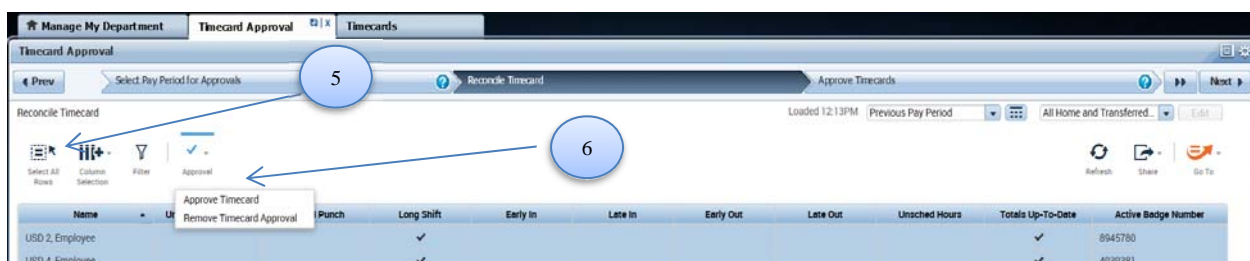 Manage My Department Timecard Approval Timecards
Timecard Approval
Prev Select Pay Period for Approvals Reconcile Timecard Approve Timecards Next
5
Reconcile Timecard Loaded 12:13PM Previous Pay Period All Home and Transferred... Edit
6
Select All Rows Column Selection Filter Approval Refresh Share Go To
Approve Timecard
Remove Timecard Approval
Name Punch Long Shift Early In Late In Early Out Late Out Unsched Hours Totals Up-To-Date Active Badge Number
USD 2, Employee 8945780
USD 4, Employee